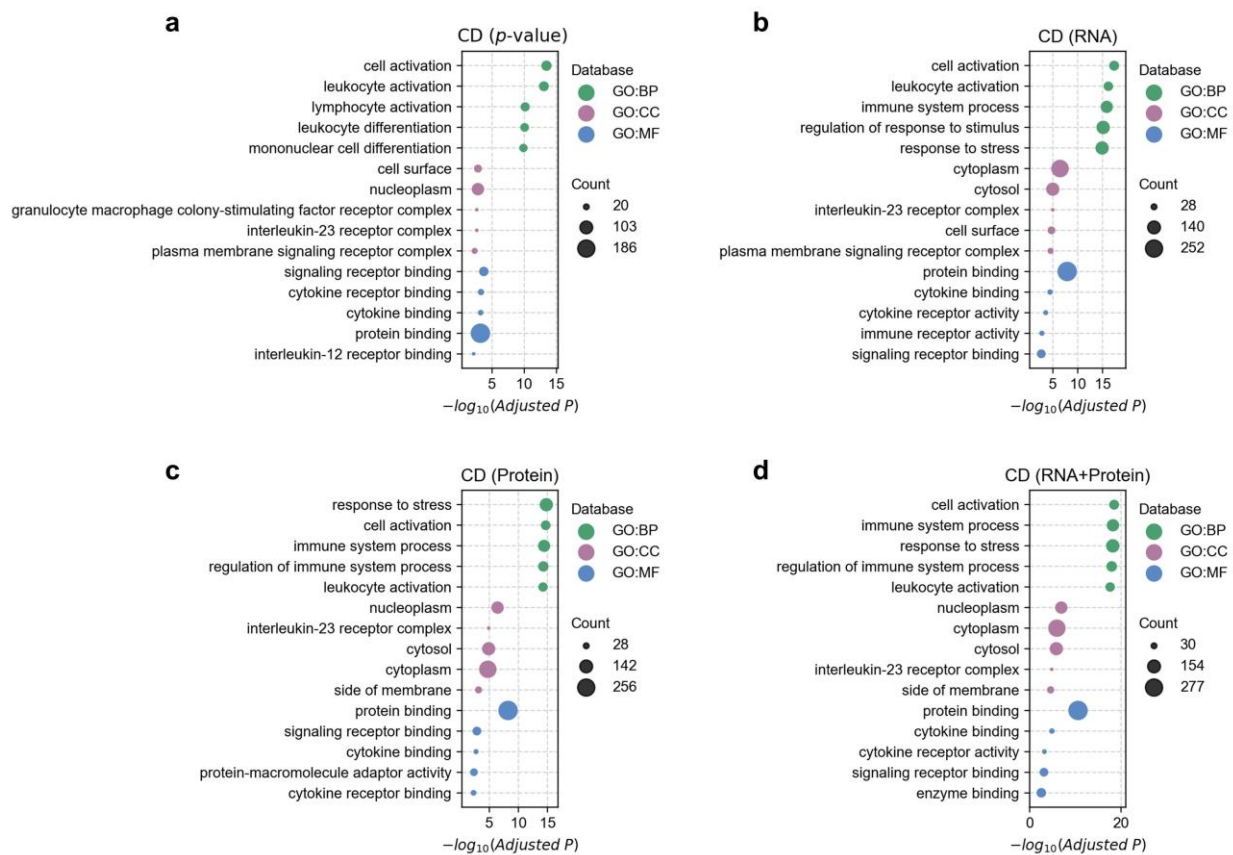 a
CD (p-value)
cell activation
leukocyte activation
lymphocyte activation
leukocyte differentiation
mononuclear cell differentiation
cell surface
nucleoplasm
granulocyte macrophage colony-stimulating factor receptor complex
interleukin-23 receptor complex
plasma membrane signaling receptor complex
signaling receptor binding
cytokine receptor binding
cytokine binding
protein binding
interleukin-12 receptor binding
5 10 15
−log10(Adjusted P)
Database
GO:BP
GO:CC
GO:MF
Count
20
103
186
b
CD (RNA)
cell activation
leukocyte activation
immune system process
regulation of response to stimulus
response to stress
cytoplasm
cytosol
interleukin-23 receptor complex
cell surface
plasma membrane signaling receptor complex
protein binding
cytokine binding
cytokine receptor activity
immune receptor activity
signaling receptor binding
5 10 15
−log10(Adjusted P)
Database
GO:BP
GO:CC
GO:MF
Count
28
140
252
c
CD (Protein)
response to stress
cell activation
immune system process
regulation of immune system process
leukocyte activation
nucleoplasm
interleukin-23 receptor complex
cytosol
cytoplasm
side of membrane
protein binding
signaling receptor binding
cytokine binding
protein-macromolecule adaptor activity
cytokine receptor binding
5 10 15
−log10(Adjusted P)
Database
GO:BP
GO:CC
GO:MF
Count
28
142
256
d
CD (RNA+Protein)
cell activation
immune system process
response to stress
regulation of immune system process
leukocyte activation
nucleoplasm
cytoplasm
cytosol
interleukin-23 receptor complex
side of membrane
protein binding
cytokine binding
cytokine receptor activity
signaling receptor binding
enzyme binding
0 20
−log10(Adjusted P)
Database
GO:BP
GO:CC
GO:MF
Count
30
154
277